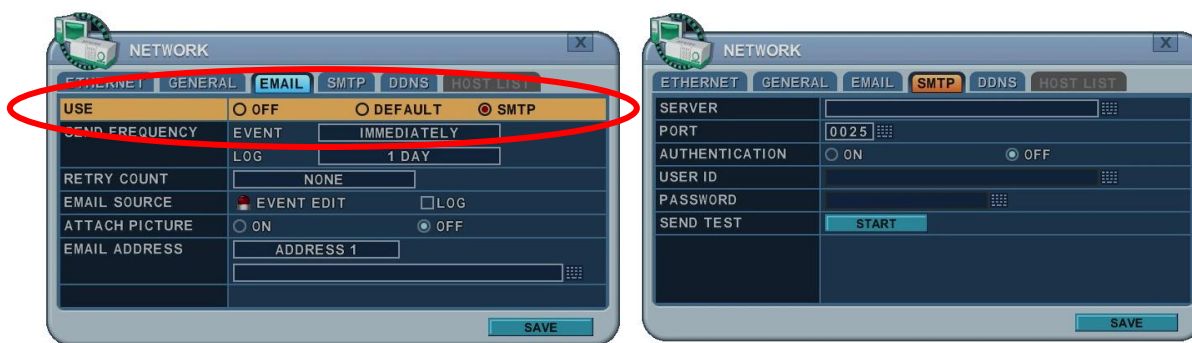 NETWORK
X
ETHERNET GENERAL EMAIL SMTP DDNS HOST LIST
USE OFF DEFAULT SMTP
SEND FREQUENCY EVENT IMMEDIATELY
LOG 1 DAY
RETRY COUNT NONE
EMAIL SOURCE EVENT EDIT LOG
ATTACH PICTURE ON OFF
EMAIL ADDRESS ADDRESS 1
SAVE
NETWORK
X
ETHERNET GENERAL EMAIL SMTP DDNS HOST LIST
SERVER
PORT 0025
AUTHENTICATION ON OFF
USER ID
PASSWORD
SEND TEST START
SAVE